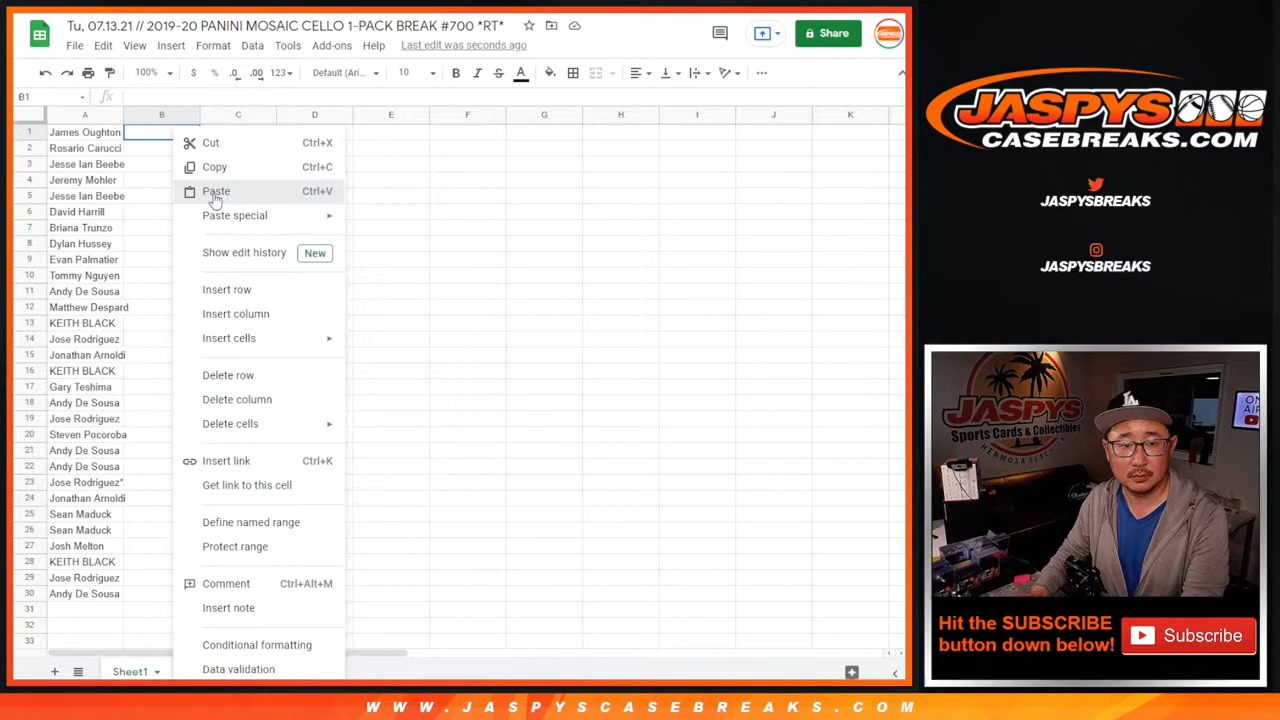 Tu, 07.13.21 // 2019-20 PANINI MOSAIC CELLO 1-PACK BREAK #700 *RT*
File Edit View Insert Format Data Tools Add-ons Help Last edit was seconds ago
Share
100% $ % .0 .00 123 Default (Ari... 10 B I S A
B1 fx
A B C D E F G H I J K
1 James Oughton
2 Rosario Carucci
3 Jesse Ian Beebe
4 Jeremy Mohler
5 Jesse Ian Beebe
6 David Harrill
7 Briana Trunzo
8 Dylan Hussey
9 Evan Palmatier
10 Tommy Nguyen
11 Andy De Sousa
12 Matthew Despard
13 KEITH BLACK
14 Jose Rodriguez
15 Jonathan Arnoldi
16 KEITH BLACK
17 Gary Teshima
18 Andy De Sousa
19 Jose Rodriguez
20 Steven Pocoroba
21 Andy De Sousa
22 Andy De Sousa
23 Jose Rodriguez*
24 Jonathan Arnoldi
25 Sean Maduck
26 Sean Maduck
27 Josh Melton
28 KEITH BLACK
29 Jose Rodriguez
30 Andy De Sousa
31
32
33
Cut Ctrl+X
Copy Ctrl+C
Paste Ctrl+V
Paste special
Show edit history New
Insert row
Insert column
Insert cells
Delete row
Delete column
Delete cells
Insert link Ctrl+K
Get link to this cell
Define named range
Protect range
Comment Ctrl+Alt+M
Insert note
Conditional formatting
Data validation
Sheet1
JASPYS
CASEBREAKS.COM
JASPYSBREAKS
JASPYSBREAKS
JASPYS
Sports Cards & Collectibles
HERMOSA BEACH
ON
AIR
LA
Hit the SUBSCRIBE
button down below!
Subscribe
WWW.JASPYSCASEBREAKS.COM